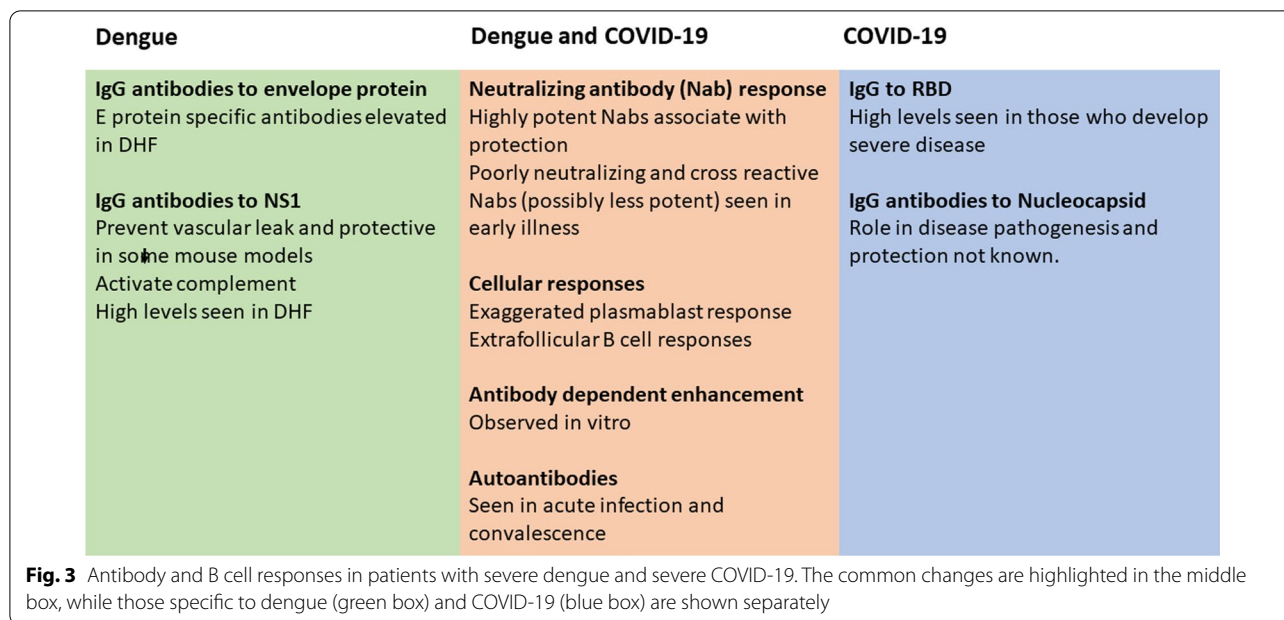 Dengue
IgG antibodies to envelope protein
E protein specific antibodies elevated
in DHF
IgG antibodies to NS1
Prevent vascular leak and protective
in some mouse models
Activate complement
High levels seen in DHF
Dengue and COVID-19
Neutralizing antibody (Nab) response
Highly potent Nabs associate with
protection
Poorly neutralizing and cross reactive
Nabs (possibly less potent) seen in
early illness
Cellular responses
Exaggerated plasmablast response
Extrafollicular B cell responses
Antibody dependent enhancement
Observed in vitro
Autoantibodies
Seen in acute infection and
convalescence
COVID-19
IgG to RBD
High levels seen in those who develop
severe disease
IgG antibodies to Nucleocapsid
Role in disease pathogenesis and
protection not known.
Fig. 3 Antibody and B cell responses in patients with severe dengue and severe COVID-19. The common changes are highlighted in the middle
box, while those specific to dengue (green box) and COVID-19 (blue box) are shown separately